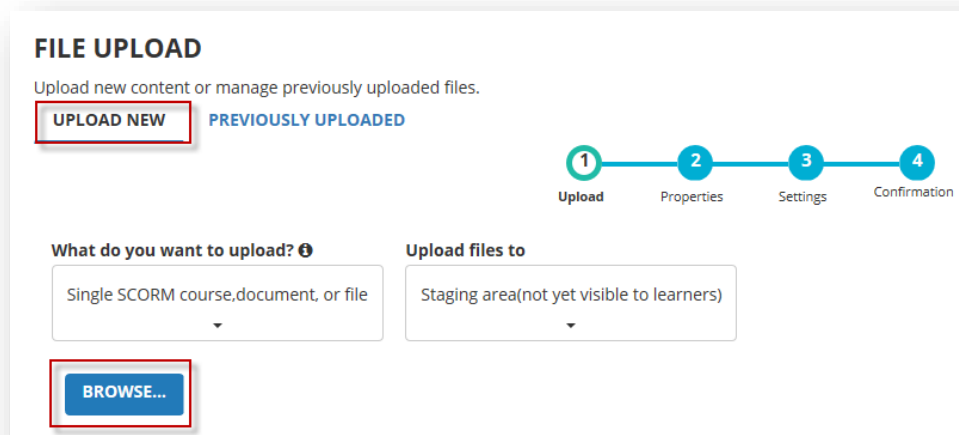 FILE UPLOAD
Upload new content or manage previously uploaded files.
UPLOAD NEW PREVIOUSLY UPLOADED
1 2 3 4
Upload Properties Settings Confirmation
What do you want to upload? Upload files to
Single SCORM course,document, or file Staging area(not yet visible to learners)
BROWSE...